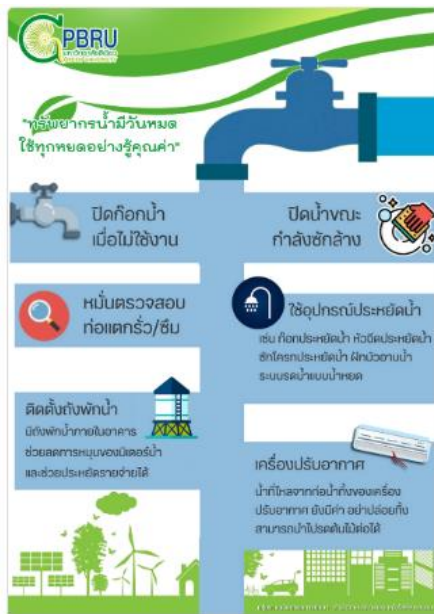 PBRU
"ทรัพยากรน้ำมีวันหมด
ใช้ทุกหยดอย่างรู้คุณค่า"
ปิดก๊อกน้ำ
เมื่อไม่ใช้งาน
ปิดน้ำขณะ
กำลังซักล้าง
หมั่นตรวจสอบ
ท่อแตกรั่ว/ซึม
ใช้อุปกรณ์ประหยัดน้ำ
เช่น ก๊อกประหยัดน้ำ หัวฉีดประหยัดน้ำ
ชักโครกประหยัดน้ำ ฝักบัวอาบน้ำ
ระบบรดน้ำแบบน้ำหยด
ติดตั้งถังพักน้ำ
มีถังพักน้ำภายในอาคาร
ช่วยลดการหมุนของมิเตอร์น้ำ
และช่วยประหยัดรายจ่ายได้
เครื่องปรับอากาศ
น้ำที่ไหลจากท่อน้ำทิ้งของเครื่อง
ปรับอากาศ ยังมีค่า อย่าปล่อยทิ้ง
สามารถนำไปรดต้นไม้ต่อได้